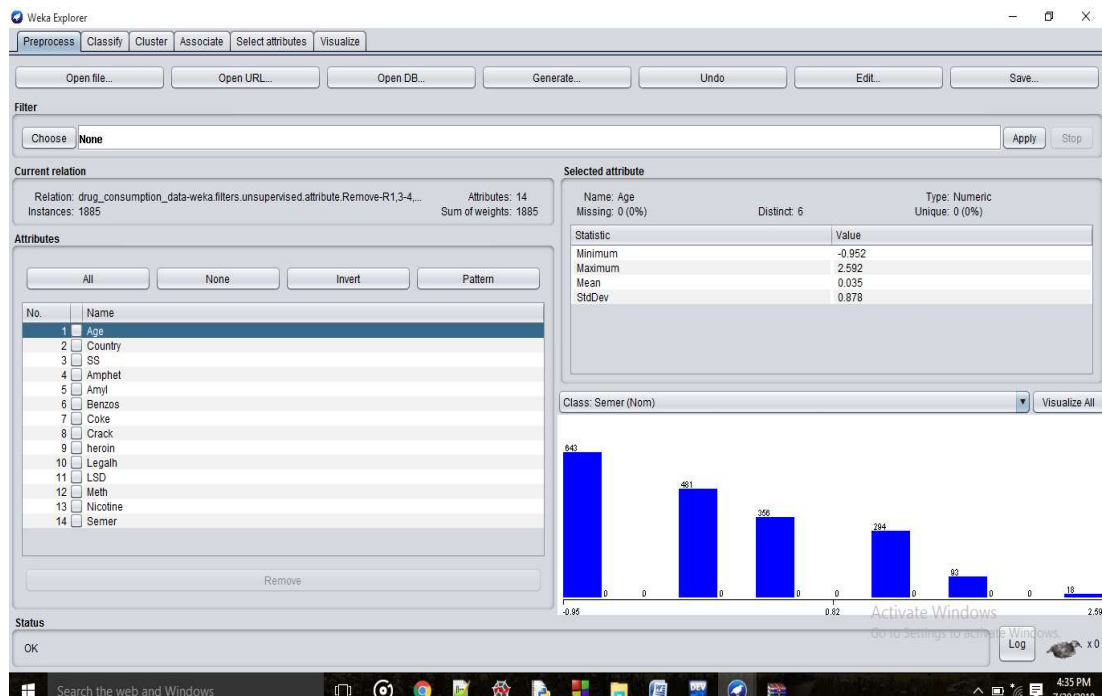 Weka Explorer
Preprocess Classify Cluster Associate Select attributes Visualize
Open file... Open URL... Open DB... Generate... Undo Edit... Save...
Filter
Choose None Apply Stop
Current relation
Relation: drug_consumption_data-weka.filters.unsupervised.attribute.Remove-R1,3-4,... Attributes: 14
Instances: 1885 Sum of weights: 1885
Attributes
All None Invert Pattern
No. Name
1 Age
2 Country
3 SS
4 Amphet
5 Amyl
6 Benzos
7 Coke
8 Crack
9 heroin
10 Legalh
11 LSD
12 Meth
13 Nicotine
14 Semer
Remove
Selected attribute
Name: Age Type: Numeric
Missing: 0 (0%) Distinct: 6 Unique: 0 (0%)
Statistic Value
Minimum -0.952
Maximum 2.592
Mean 0.035
StdDev 0.878
Class: Semer (Nom) Visualize All
643 0 0 481 0 356 0 0 294 0 93 0 0 18
-0.95 0.82 2.59
Activate Windows
Go to Settings to activate Windows.
Status
OK Log x 0
Search the web and Windows DEV 4:35 PM